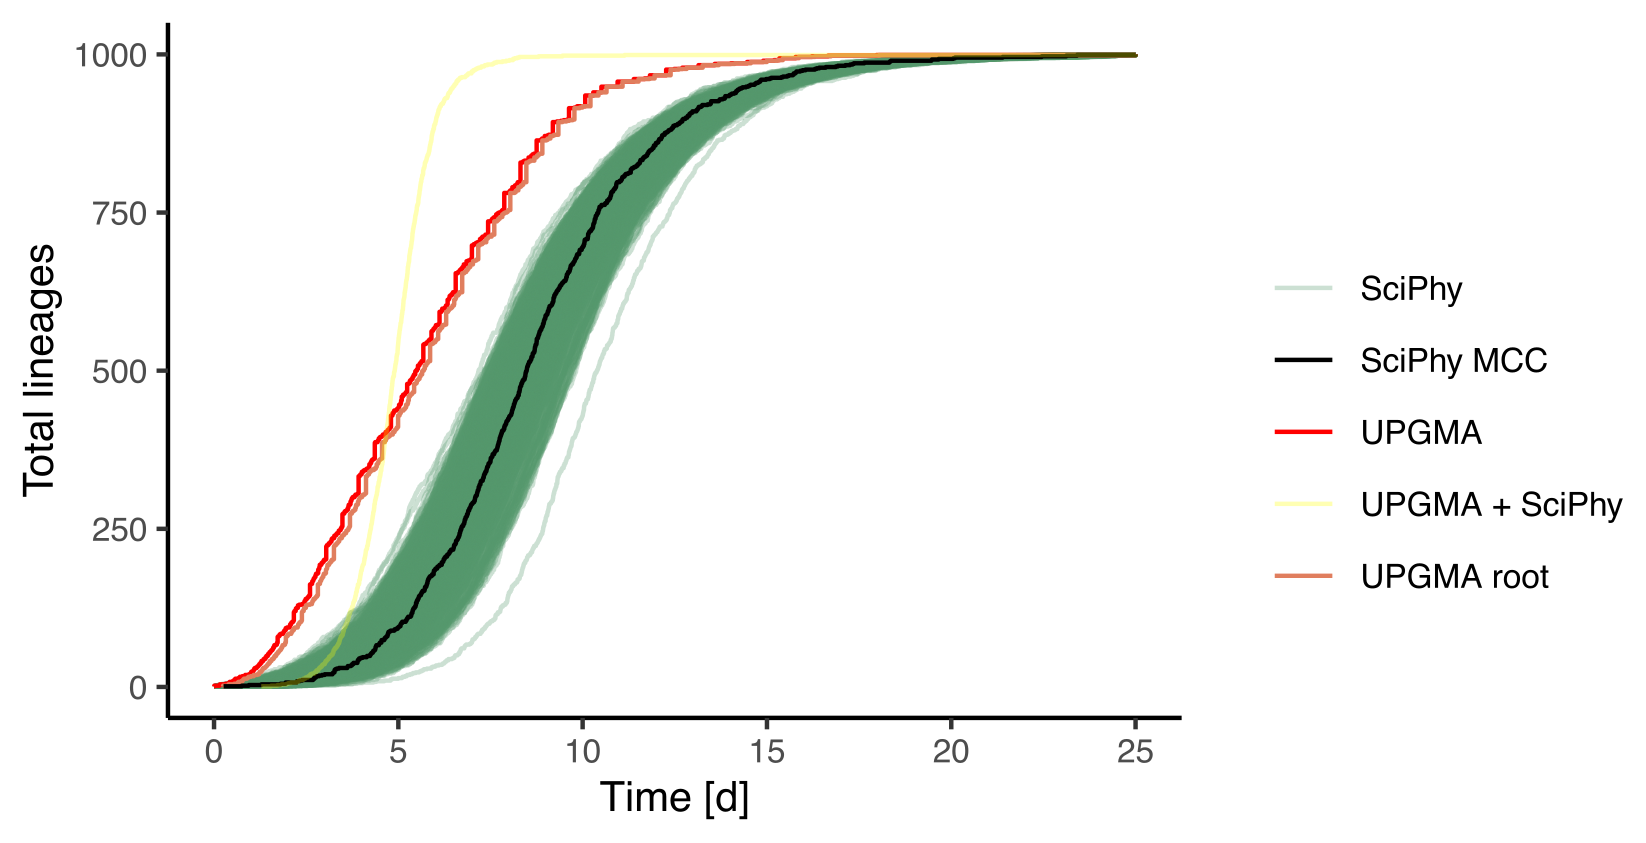 Total lineages
1000
750
500
250
0
0 5 10 15 20 25
Time [d]
SciPhy
SciPhy MCC
UPGMA
UPGMA + SciPhy
UPGMA root